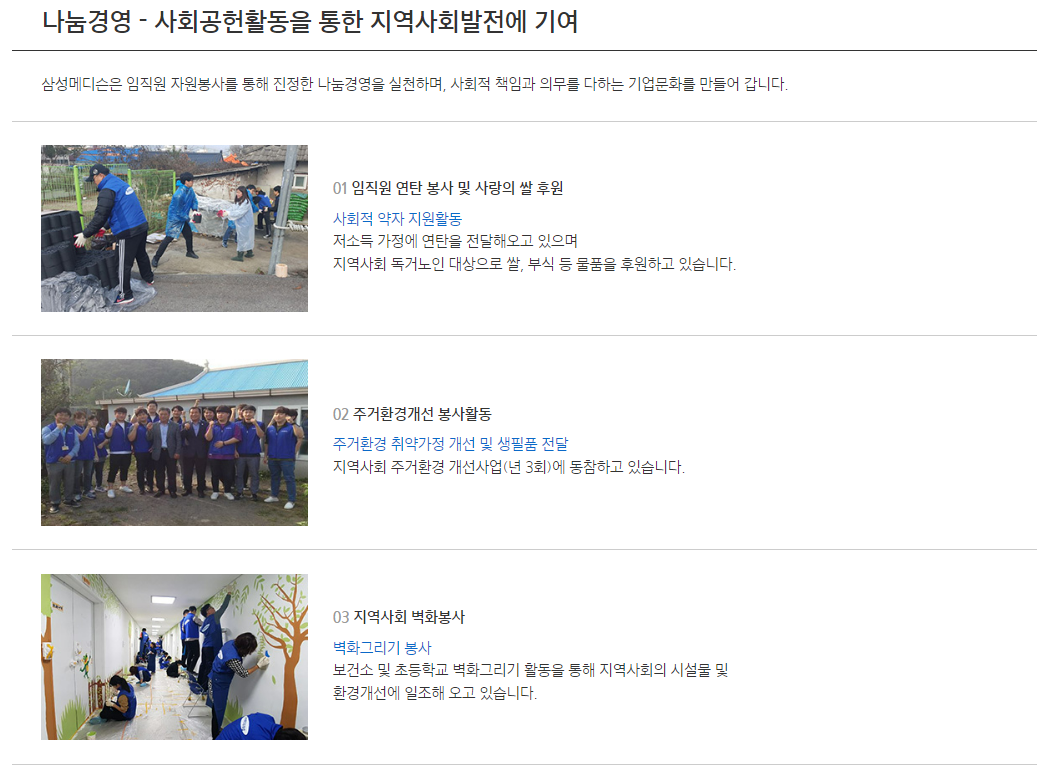 나눔경영 - 사회공헌활동을 통한 지역사회발전에 기여
삼성메디슨은 임직원 자원봉사를 통해 진정한 나눔경영을 실천하며, 사회적 책임과 의무를 다하는 기업문화를 만들어 갑니다.
01 임직원 연탄 봉사 및 사랑의 쌀 후원
사회적 약자 지원활동
저소득 가정에 연탄을 전달해오고 있으며
지역사회 독거노인 대상으로 쌀, 부식 등 물품을 후원하고 있습니다.
02 주거환경개선 봉사활동
주거환경 취약가정 개선 및 생필품 전달
지역사회 주거환경 개선사업(년 3회)에 동참하고 있습니다.
03 지역사회 벽화봉사
벽화그리기 봉사
보건소 및 초등학교 벽화그리기 활동을 통해 지역사회의 시설물 및
환경개선에 일조해 오고 있습니다.